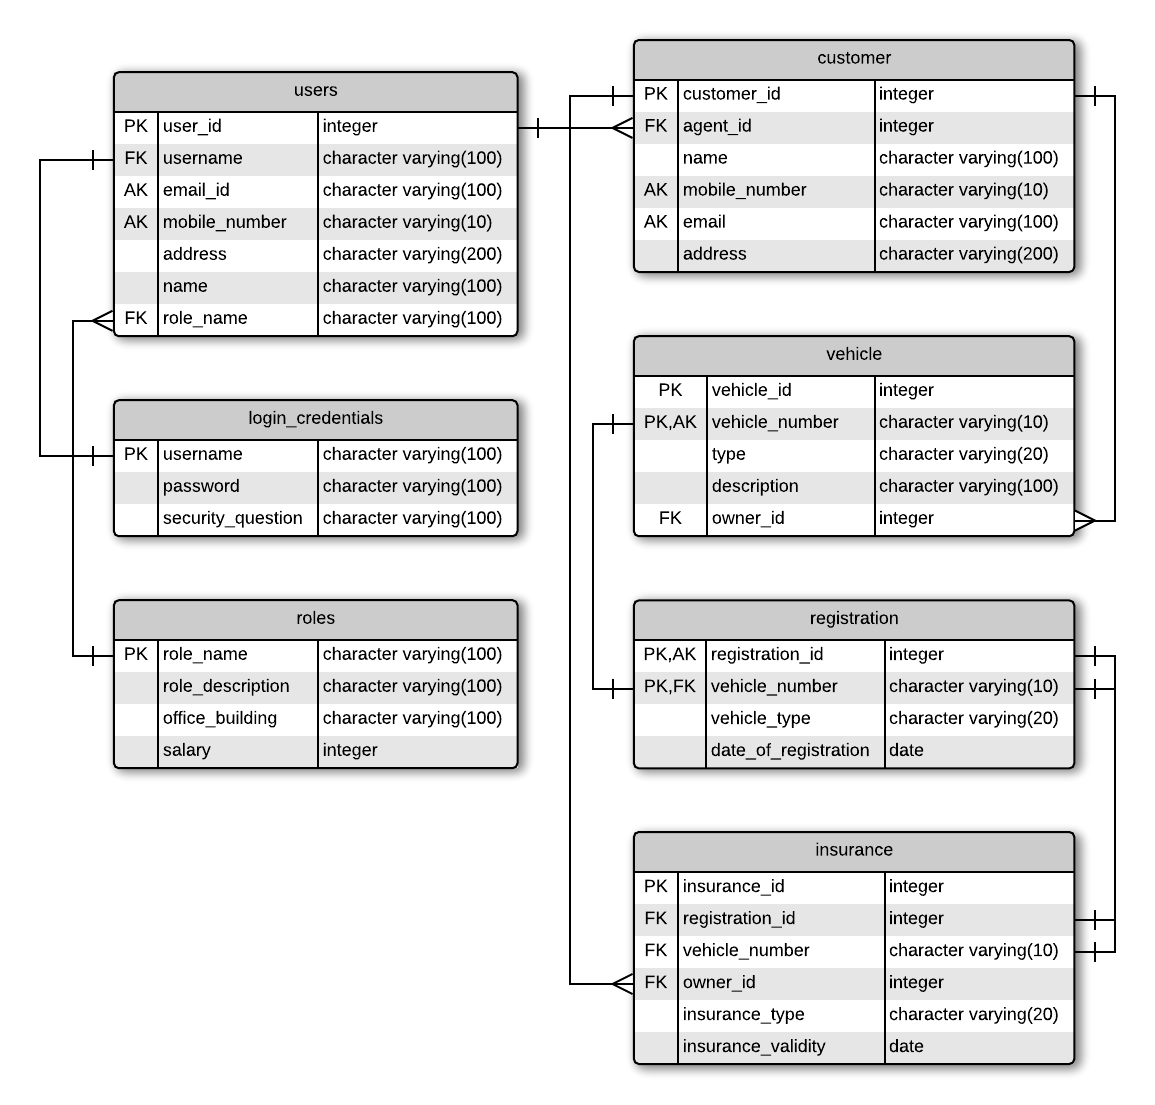 users
PK user_id integer
FK username character varying(100)
AK email_id character varying(100)
AK mobile_number character varying(10)
address character varying(200)
name character varying(100)
FK role_name character varying(100)
login_credentials
PK username character varying(100)
password character varying(100)
security_question character varying(100)
roles
PK role_name character varying(100)
role_description character varying(100)
office_building character varying(100)
salary integer
customer
PK customer_id integer
FK agent_id integer
name character varying(100)
AK mobile_number character varying(10)
AK email character varying(100)
address character varying(200)
vehicle
PK vehicle_id integer
PK,AK vehicle_number character varying(10)
type character varying(20)
description character varying(100)
FK owner_id integer
registration
PK,AK registration_id integer
PK,FK vehicle_number character varying(10)
vehicle_type character varying(20)
date_of_registration date
insurance
PK insurance_id integer
FK registration_id integer
FK vehicle_number character varying(10)
FK owner_id integer
insurance_type character varying(20)
insurance_validity date